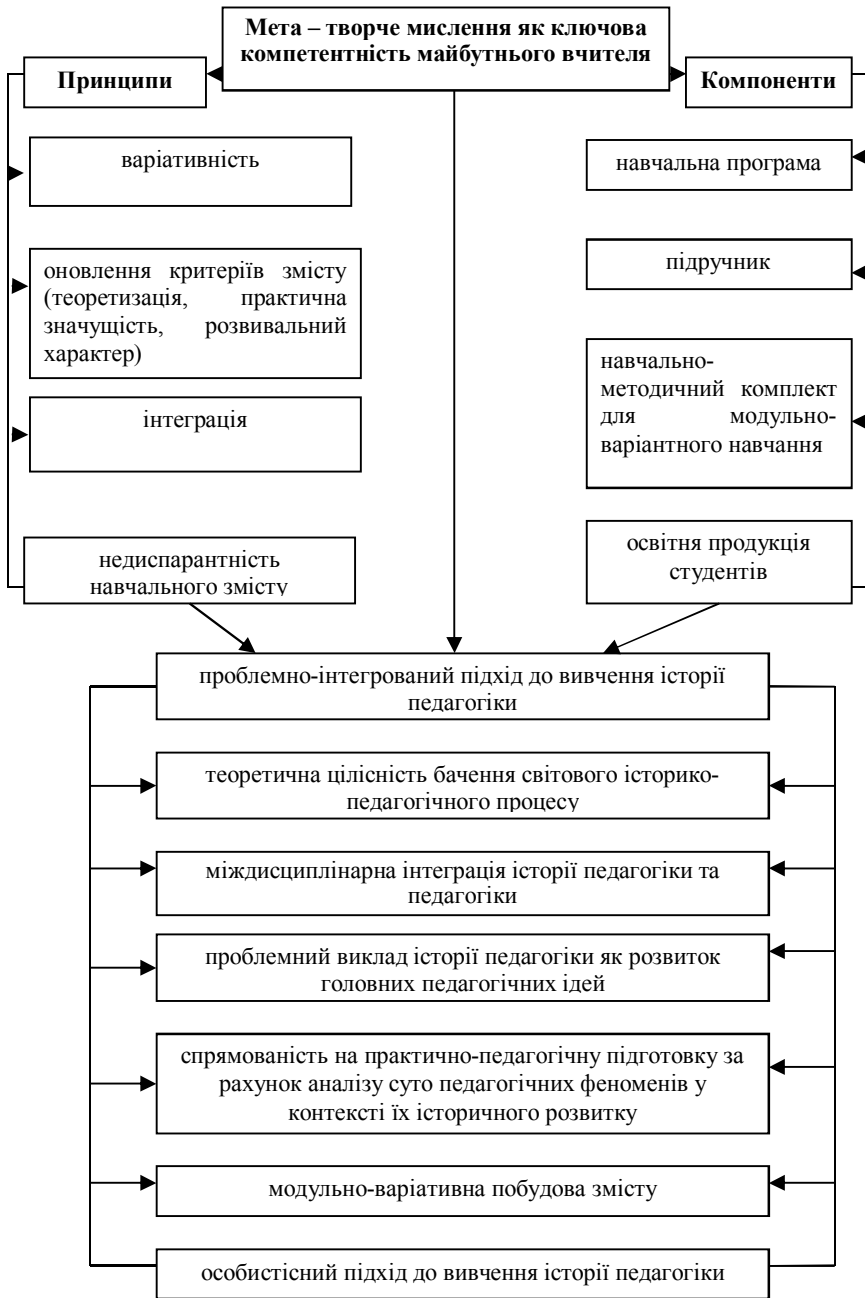 Мета – творче мислення як ключова
компетентність майбутнього вчителя
Принципи
Компоненти
варіативність
навчальна програма
оновлення критеріїв змісту
(теоретизація, практична
значущість, розвивальний
характер)
підручник
інтеграція
навчально-
методичний комплект
для модульно-
варіантного навчання
недиспарантність
навчального змісту
освітня продукція
студентів
проблемно-інтегрований підхід до вивчення історії
педагогіки
теоретична цілісність бачення світового історико-
педагогічного процесу
міждисциплінарна інтеграція історії педагогіки та
педагогіки
проблемний виклад історії педагогіки як розвиток
головних педагогічних ідей
спрямованість на практично-педагогічну підготовку за
рахунок аналізу суто педагогічних феноменів у
контексті їх історичного розвитку
модульно-варіативна побудова змісту
особистісний підхід до вивчення історії педагогіки